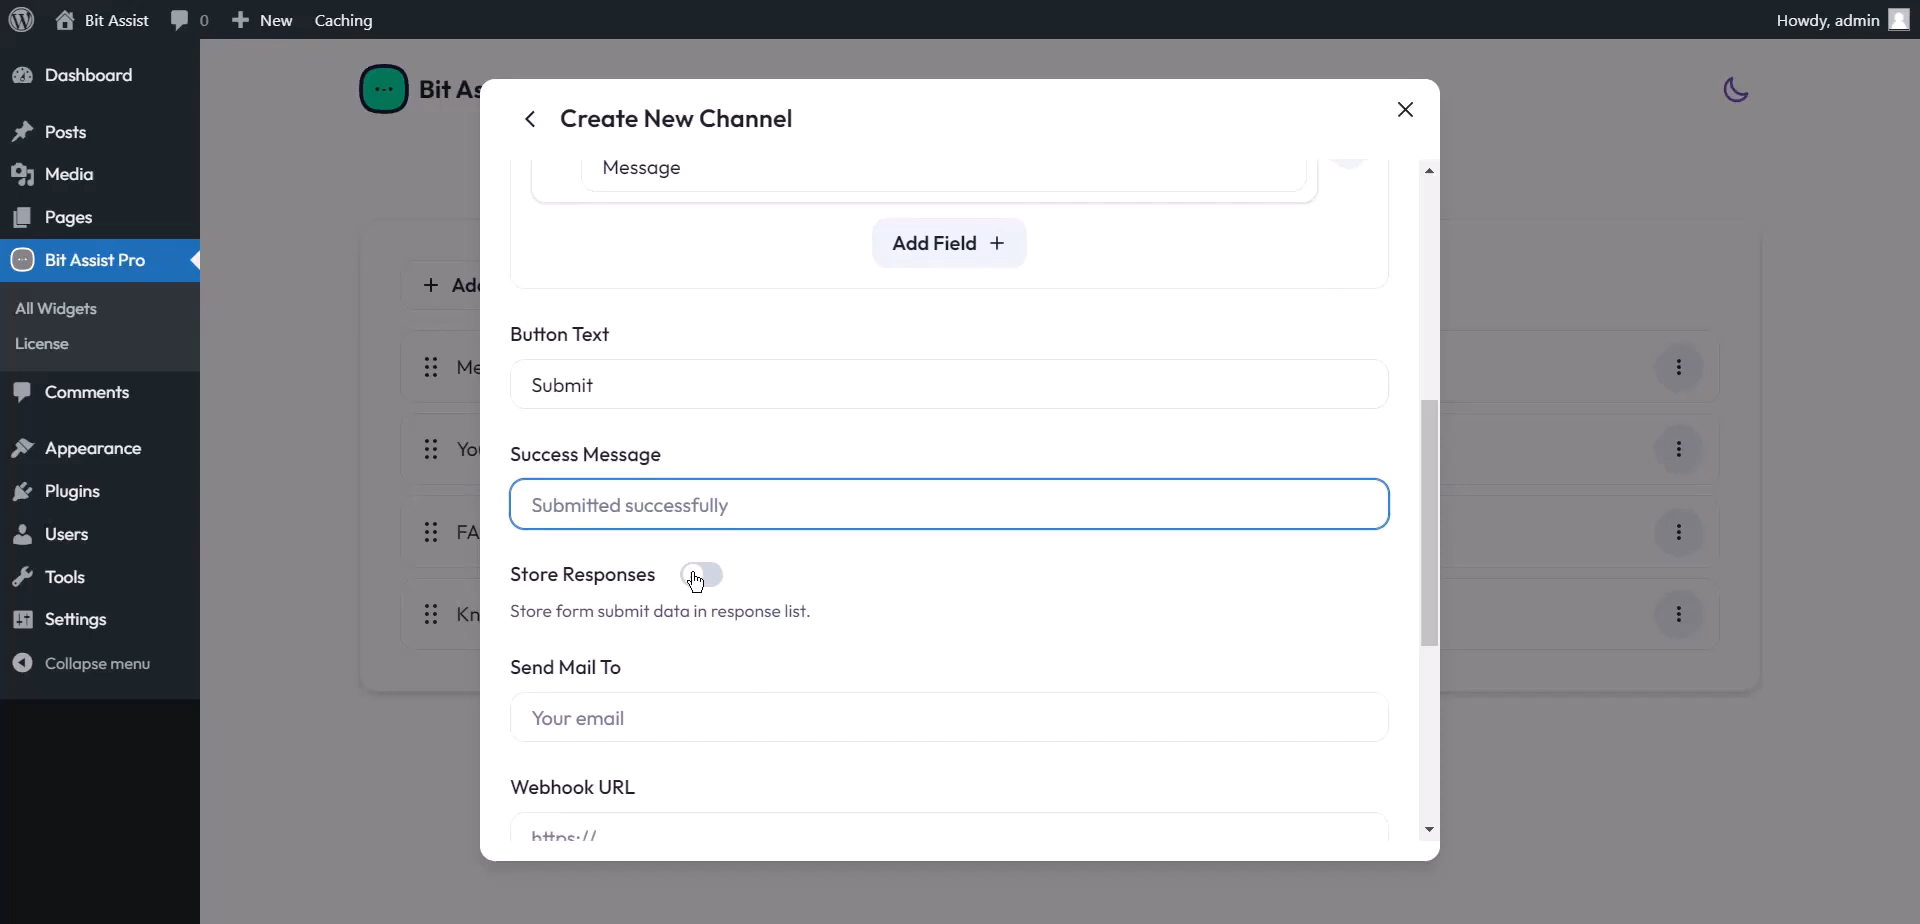 Bit Assist
0
New
Caching
Howdy, admin
Dashboard
Posts
Media
Pages
Bit Assist Pro
All Widgets
License
Comments
Appearance
Plugins
Users
Tools
Settings
Collapse menu
Bit As
Add
Me
You
FA
Kn
Create New Channel
Message
Add Field +
Button Text
Submit
Success Message
Submitted successfully
Store Responses
Store form submit data in response list.
Send Mail To
Your email
Webhook URL
https://